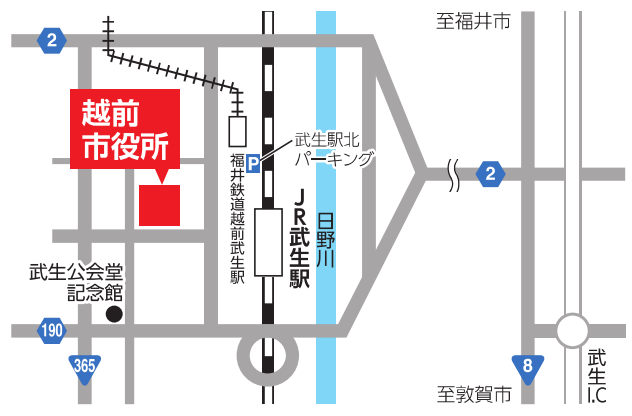 至福井市
2
越前
市役所
武生駅北
パーキング
P
2
福井鉄道越前武生駅
JR武生駅
日野川
武生公会堂
記念館
190
365
8
武生I.C
至敦賀市